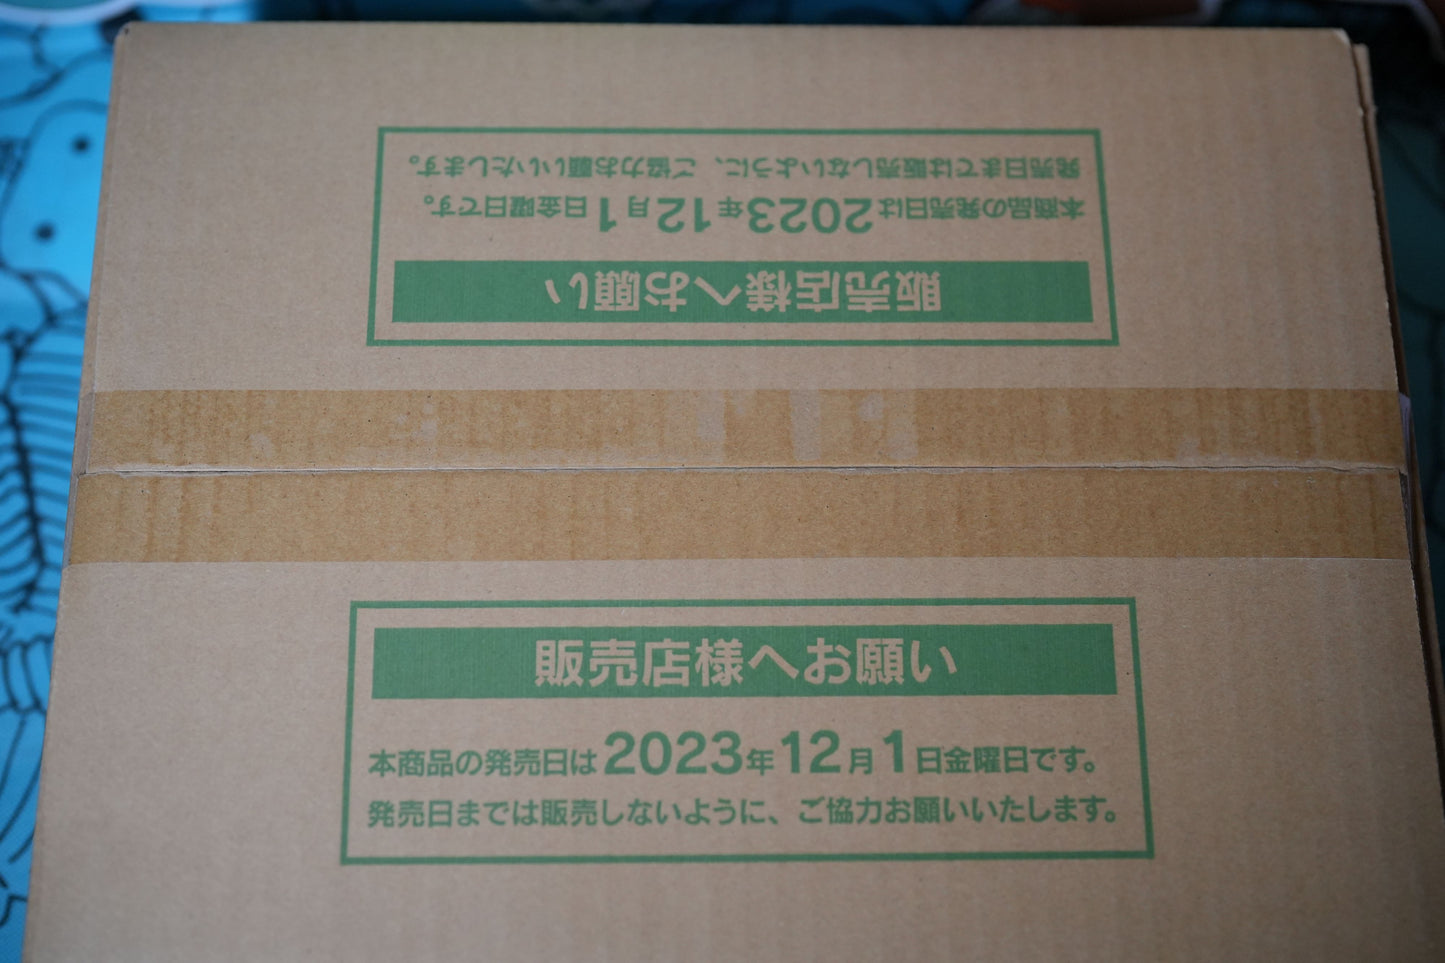 発売日までは販売しないように、ご協力お願いいたします。
本商品の発売日は2023年12月1日金曜日です。
販売店様へお願い
販売店様へお願い
本商品の発売日は2023年12月1日金曜日です。
発売日までは販売しないように、ご協力お願いいたします。